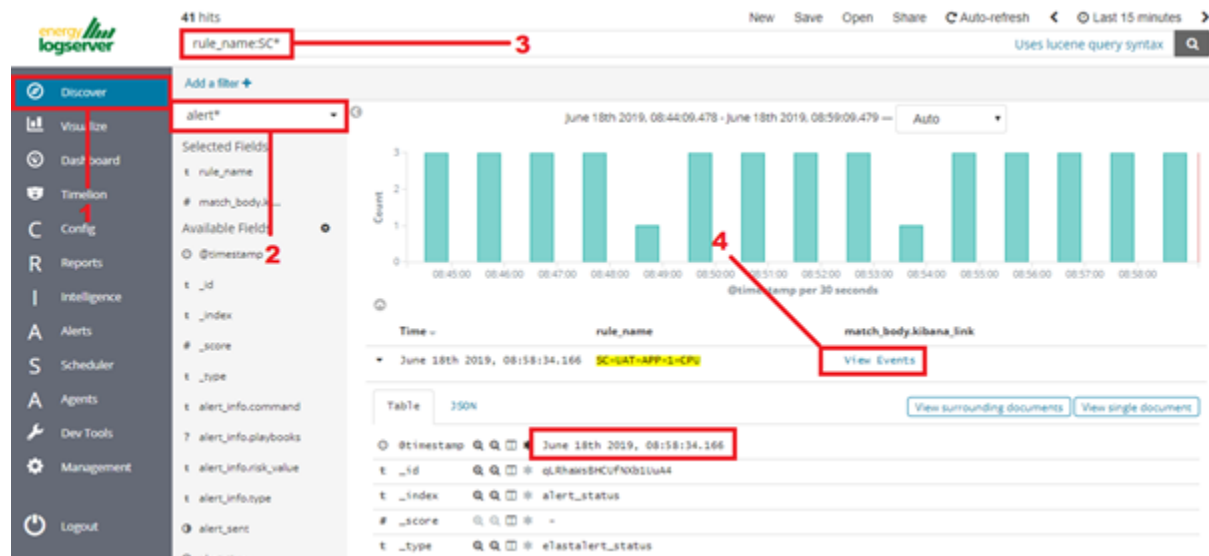 energy
logserver
41 hits
New Save Open Share Auto-refresh Last 15 minutes
rule_name:SC*
3
Uses lucene query syntax
Add a filter +
Discover
Visualize
Dashboard
Timelion
1
C Config
R Reports
I Intelligence
A Alerts
S Scheduler
A Agents
Dev Tools
Management
Logout
alert*
Selected Fields
t rule_name
# match_body.k...
Available Fields
2
@timestamp
t _id
t _index
# _score
t _type
t alert_info.command
? alert_info.playbooks
t alert_info.risk_value
t alert_info.type
alert_sent
June 18th 2019, 08:44:09.478 - June 18th 2019, 08:59:09.479 —
Auto
Count
3
2
1
0
4
08:45:00 08:46:00 08:47:00 08:48:00 08:49:00 08:50:00 08:51:00 08:52:00 08:53:00 08:54:00 08:55:00 08:56:00 08:57:00 08:58:00
@timestamp per 30 seconds
Time rule_name match_body.kibana_link
June 18th 2019, 08:58:34.166 SC-UAT-APP-1-CPU View Events
Table JSON
View surrounding documents View single document
@timestamp June 18th 2019, 08:58:34.166
t _id
t _index alert_status
# _score -
t _type elastalert_status